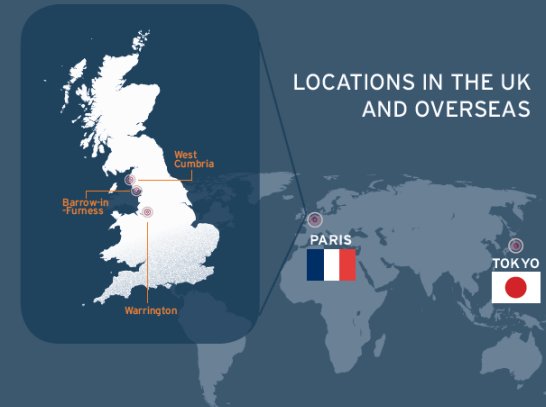 LOCATIONS IN THE UK
AND OVERSEAS
West
Cumbria
Barrow-in
-Furness
Warrington
PARIS
TOKYO